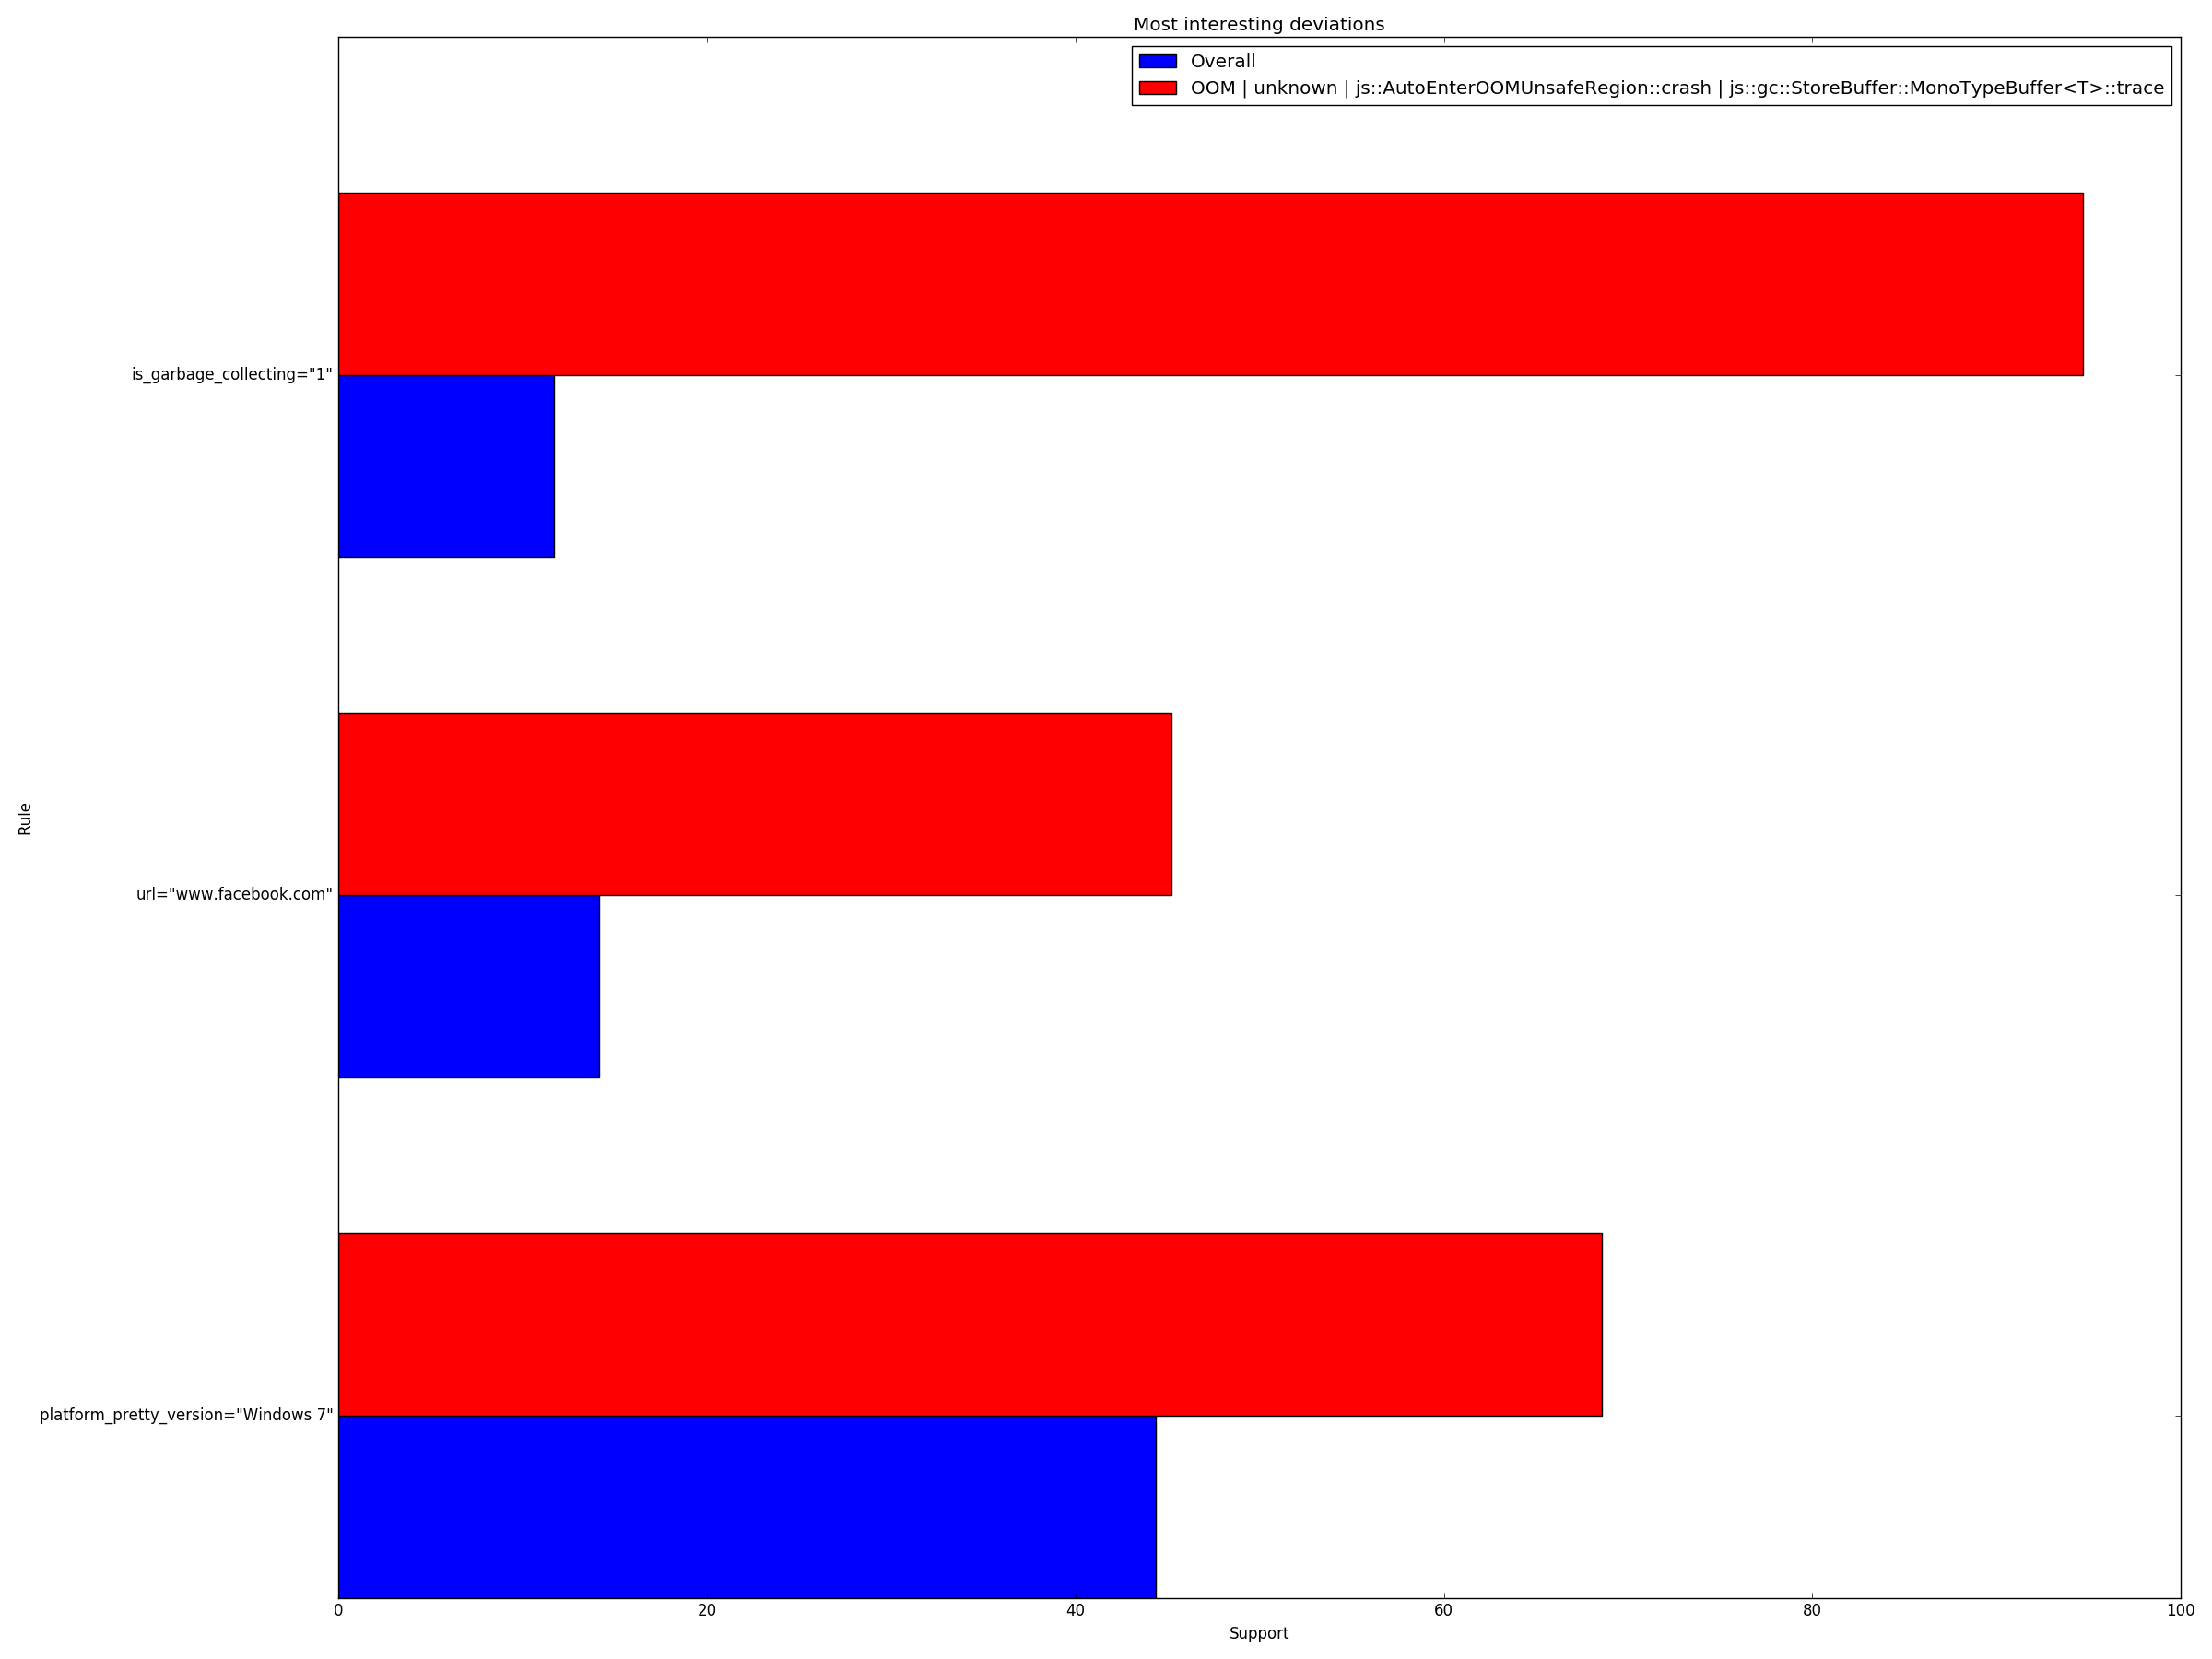 Most interesting deviations
Overall
OOM | unknown | js::AutoEnterOOMUnsafeRegion::crash | js::gc::StoreBuffer::MonoTypeBuffer<T>::trace
is_garbage_collecting="1"
url="www.facebook.com"
platform_pretty_version="Windows 7"
Rule
0 20 40 60 80 100
Support